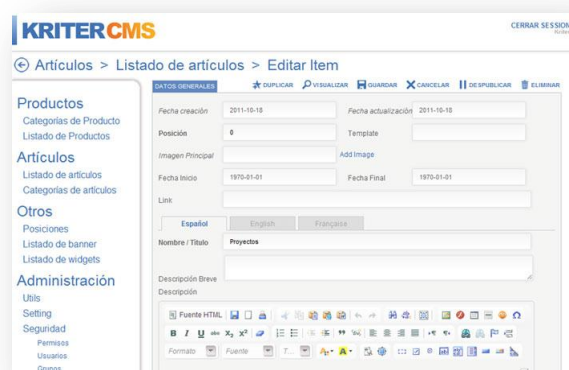 KRITERCMS
CERRAR SESSION
Artículos > Listado de artículos > Editar Item
DATOS GENERALES
DUPLICAR VISUALIZAR GUARDAR CANCELAR DESPUBLICAR ELIMINAR
Productos
Categorías de Producto
Listado de Productos
Artículos
Listado de artículos
Categorías de artículos
Otros
Posiciones
Listado de banner
Listado de widgets
Administración
Utils
Setting
Seguridad
Permisos
Usuarios
Grupos
Fecha creación 2011-10-18 Fecha actualización 2011-10-18
Posición 0 Template
Imagen Principal Add Image
Fecha Inicio 1970-01-01 Fecha Final 1970-01-01
Link
Español English Française
Nombre / Titulo Proyectos
Descripción Breve
Descripción
Fuente HTML
B I U abc X₂ X²
Formato Fuente T...